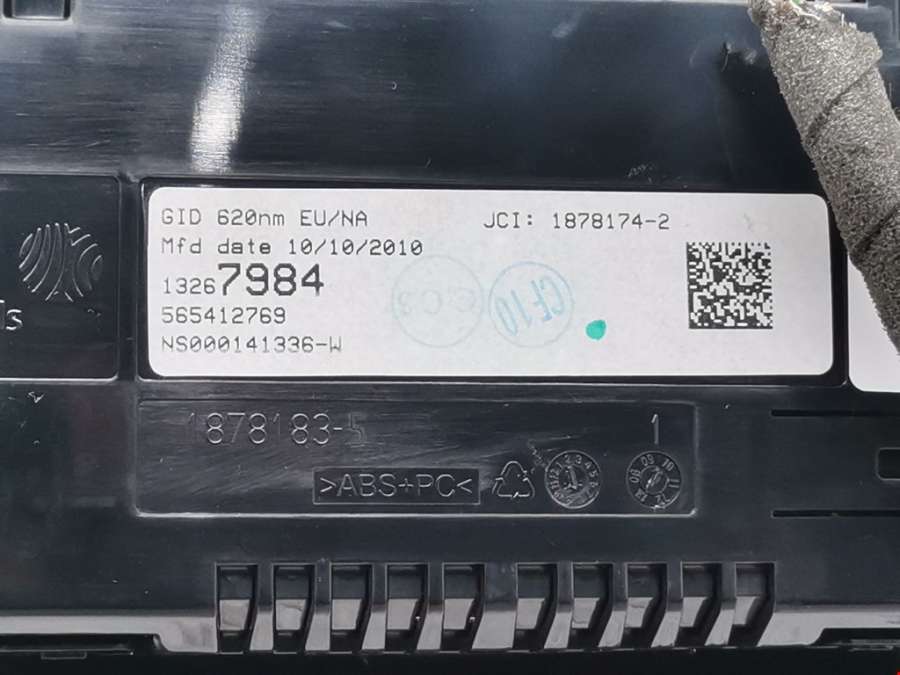 GID 620nm EU/NA JCI: 1878174-2
Mfd date 10/10/2010
13267984
565412769
NS000141336-W
CF10
ls
1878183-5 1
>ABS+PC<